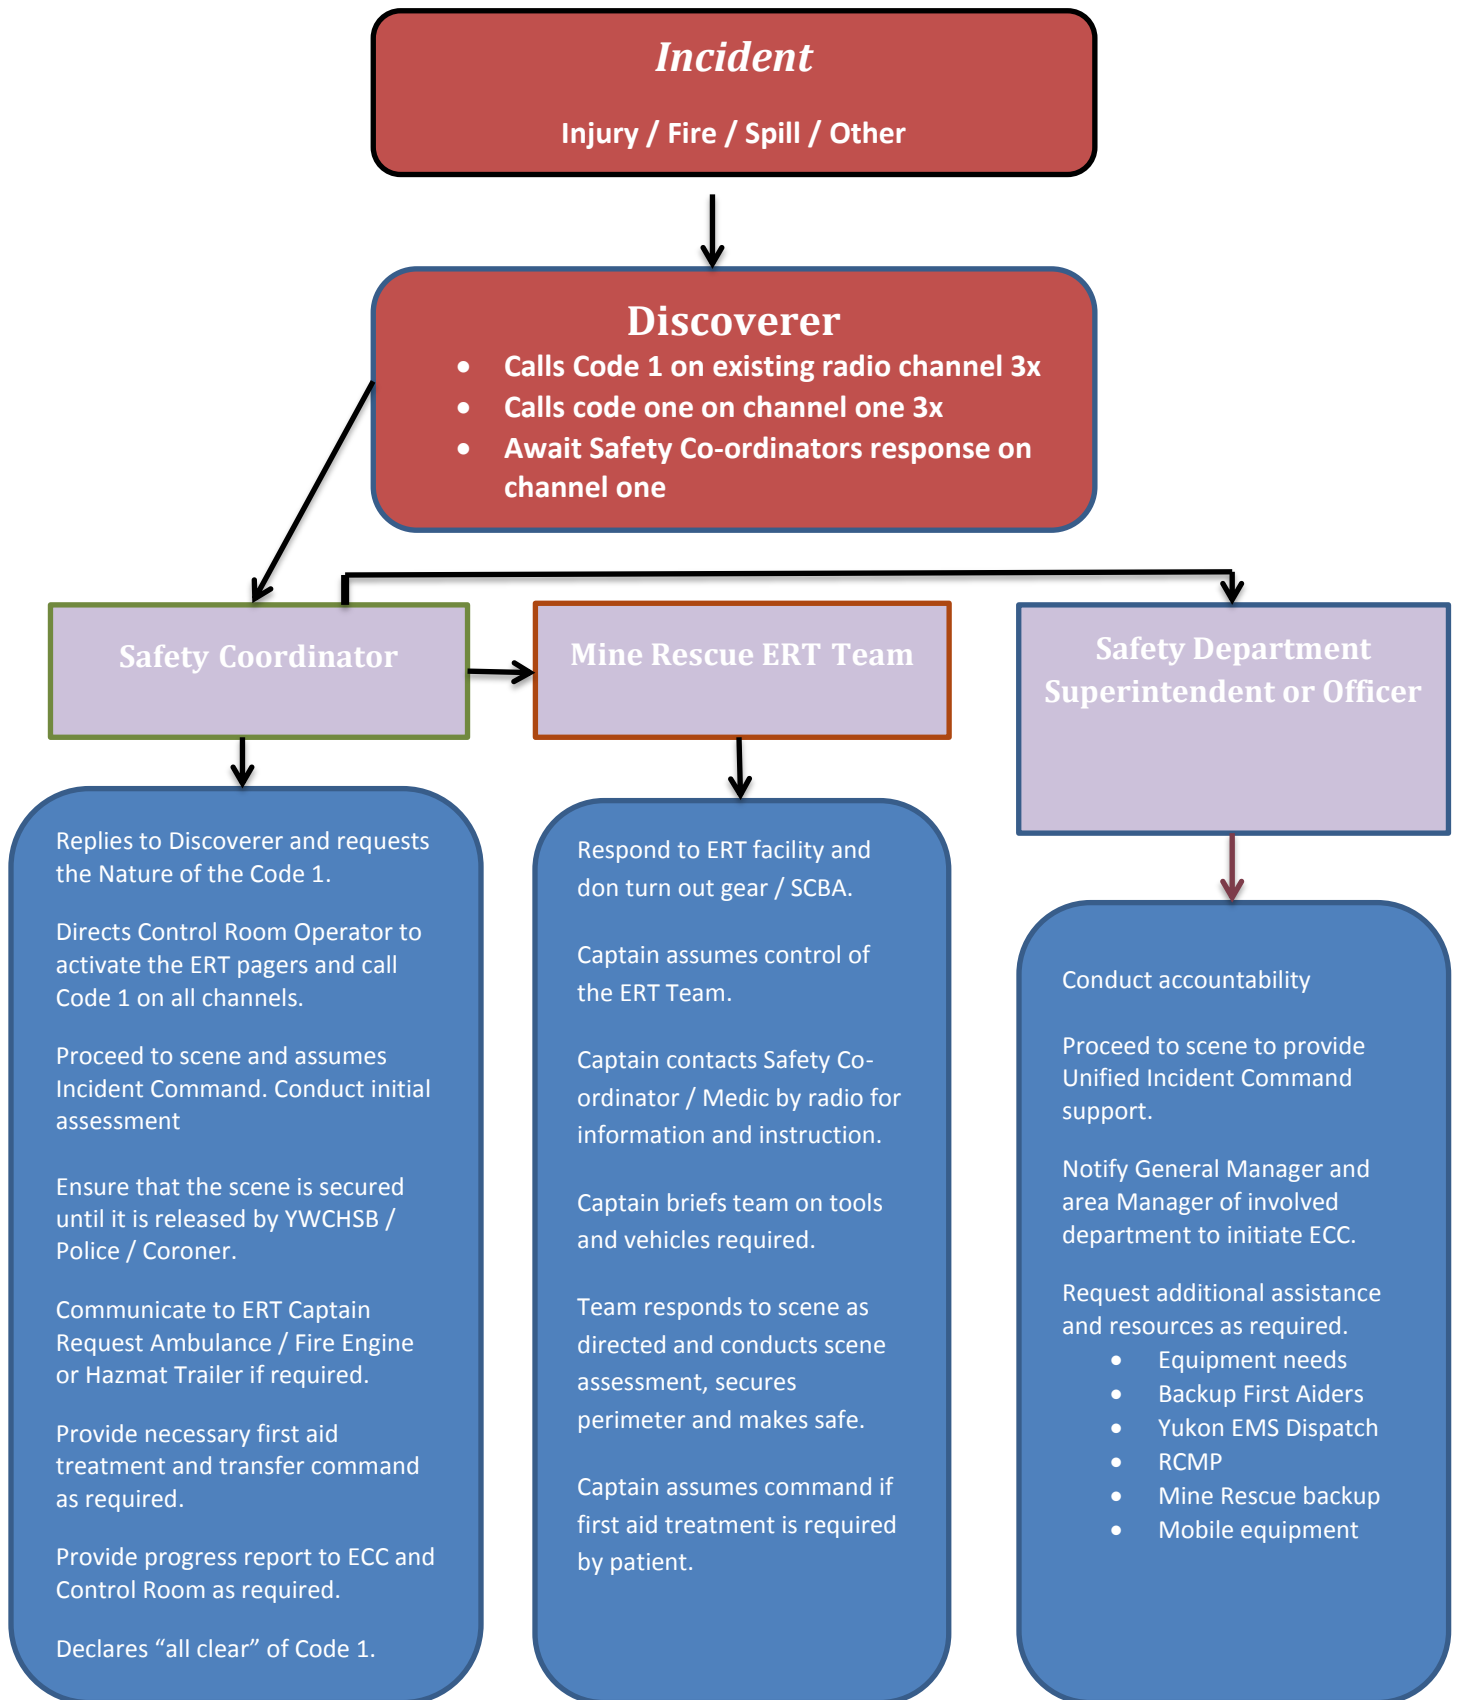 Incident
Injury / Fire / Spill / Other
Discoverer
• Calls Code 1 on existing radio channel 3x
• Calls code one on channel one 3x
• Await Safety Co-ordinators response on
channel one
Safety Coordinator
Mine Rescue ERT Team
Safety Department
Superintendent or Officer
Replies to Discoverer and requests
the Nature of the Code 1.
Directs Control Room Operator to
activate the ERT pagers and call
Code 1 on all channels.
Proceed to scene and assumes
Incident Command. Conduct initial
assessment
Ensure that the scene is secured
until it is released by YWCHSB /
Police / Coroner.
Communicate to ERT Captain
Request Ambulance / Fire Engine
or Hazmat Trailer if required.
Provide necessary first aid
treatment and transfer command
as required.
Provide progress report to ECC and
Control Room as required.
Declares “all clear” of Code 1.
Respond to ERT facility and
don turn out gear / SCBA.
Captain assumes control of
the ERT Team.
Captain contacts Safety Co-
ordinator / Medic by radio for
information and instruction.
Captain briefs team on tools
and vehicles required.
Team responds to scene as
directed and conducts scene
assessment, secures
perimeter and makes safe.
Captain assumes command if
first aid treatment is required
by patient.
Conduct accountability
Proceed to scene to provide
Unified Incident Command
support.
Notify General Manager and
area Manager of involved
department to initiate ECC.
Request additional assistance
and resources as required.
• Equipment needs
• Backup First Aiders
• Yukon EMS Dispatch
• RCMP
• Mine Rescue backup
• Mobile equipment